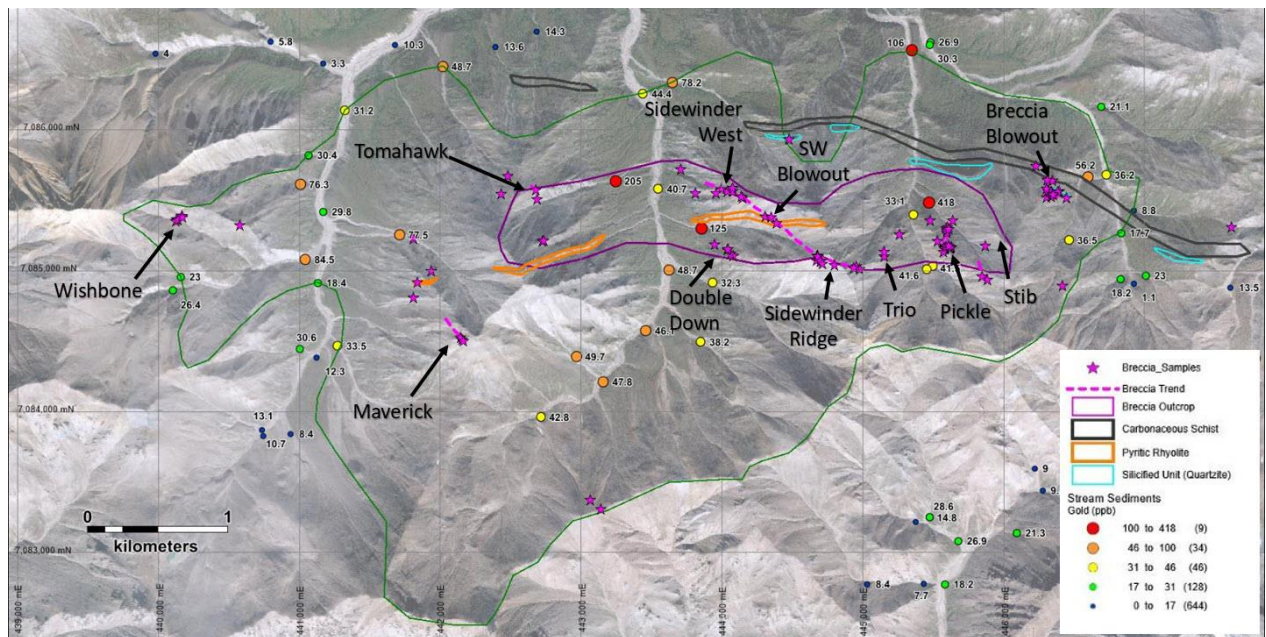 14.3
5.8
10.3
13.6
4
3.3
48.7
26.9
106
30.3
78.2
44.4
31.2
21.1
Sidewinder
West
Breccia
Blowout
7,086,000 mN
SW
Blowout
Tomahawk
30.4
76.3
205
40.7
56.2
36.2
29.8
33.1
418
8.8
125
77.5
36.5
17.7
7,085,000 mN
84.5
48.7
41.6
41.
23
Wishbone
26.4
18.4
32.3
18.2
23
1.1
13.5
Double
Down
Sidewinder
Ridge
Trio
Pickle
Stib
46.1
38.2
30.6
33.5
12.3
49.7
47.8
Maverick
7,084,000 mN
42.8
13.1
10.7
8.4
9
9.
28.6
14.8
21.3
26.9
7,083,000 mN
8.4
7.7
18.2
0 1
kilometers
439,000 mE
440,000 mE
441,000 mE
442,000 mE
443,000 mE
444,000 mE
445,000 mE
446,000 mE
Breccia_Samples
Breccia Trend
Breccia Outcrop
Carbonaceous Schist
Pyritic Rhyolite
Silicified Unit (Quartzite)
Stream Sediments
Gold (ppb)
100 to 418 (9)
46 to 100 (34)
31 to 46 (46)
17 to 31 (128)
0 to 17 (644)